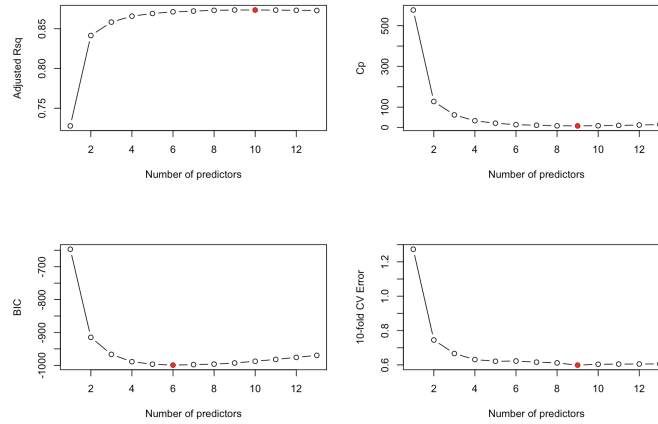 Adjusted Rsq
0.85
0.80
0.75
2 4 6 8 10 12
Number of predictors
Cp
500
300
100
0
2 4 6 8 10 12
Number of predictors
BIC
-700
-800
-900
-1000
2 4 6 8 10 12
Number of predictors
10-fold CV Error
1.2
1.0
0.8
0.6
2 4 6 8 10 12
Number of predictors